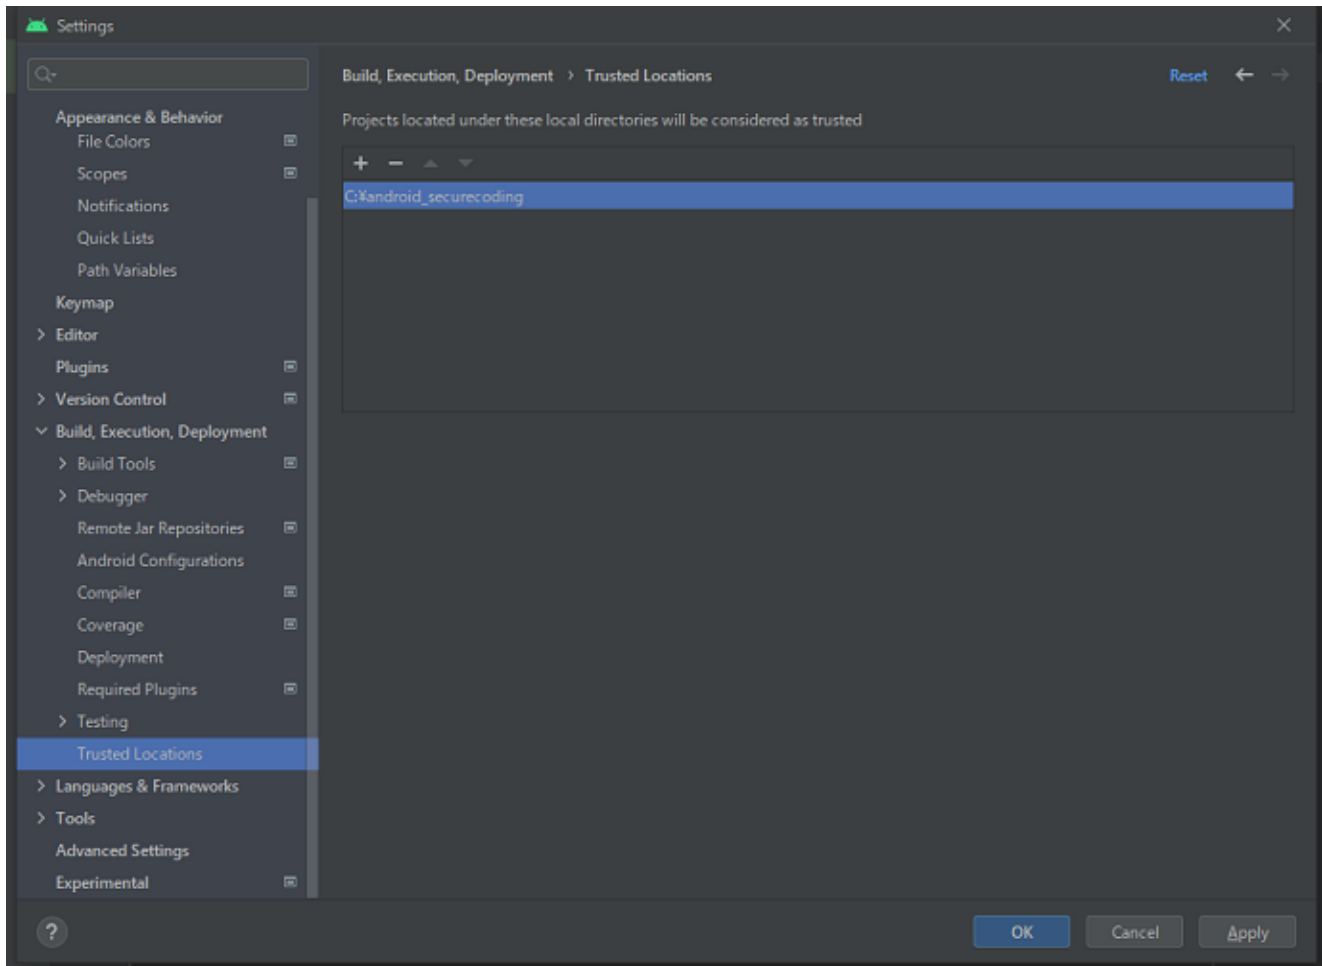 Settings
Build, Execution, Deployment › Trusted Locations
Reset
Projects located under these local directories will be considered as trusted
C:¥android_securecoding
Appearance & Behavior
File Colors
Scopes
Notifications
Quick Lists
Path Variables
Keymap
Editor
Plugins
Version Control
Build, Execution, Deployment
Build Tools
Debugger
Remote Jar Repositories
Android Configurations
Compiler
Coverage
Deployment
Required Plugins
Testing
Trusted Locations
Languages & Frameworks
Tools
Advanced Settings
Experimental
?
OK
Cancel
Apply